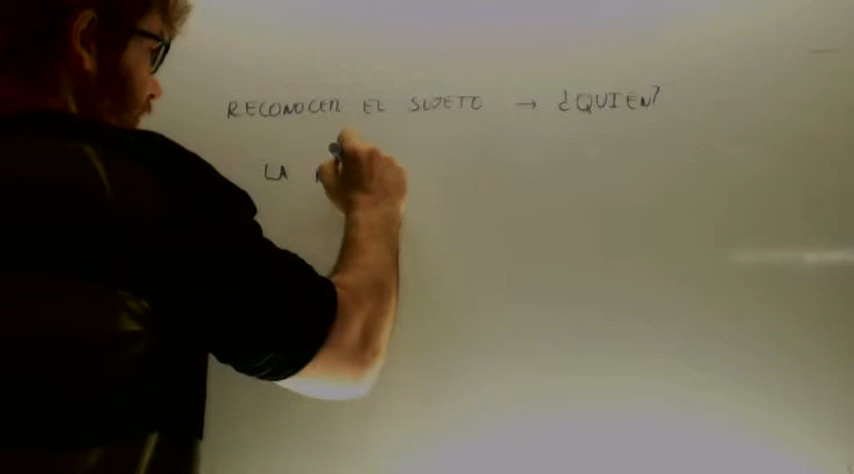 RECONOCER EL SUJETO → ¿QUIEN?
LA